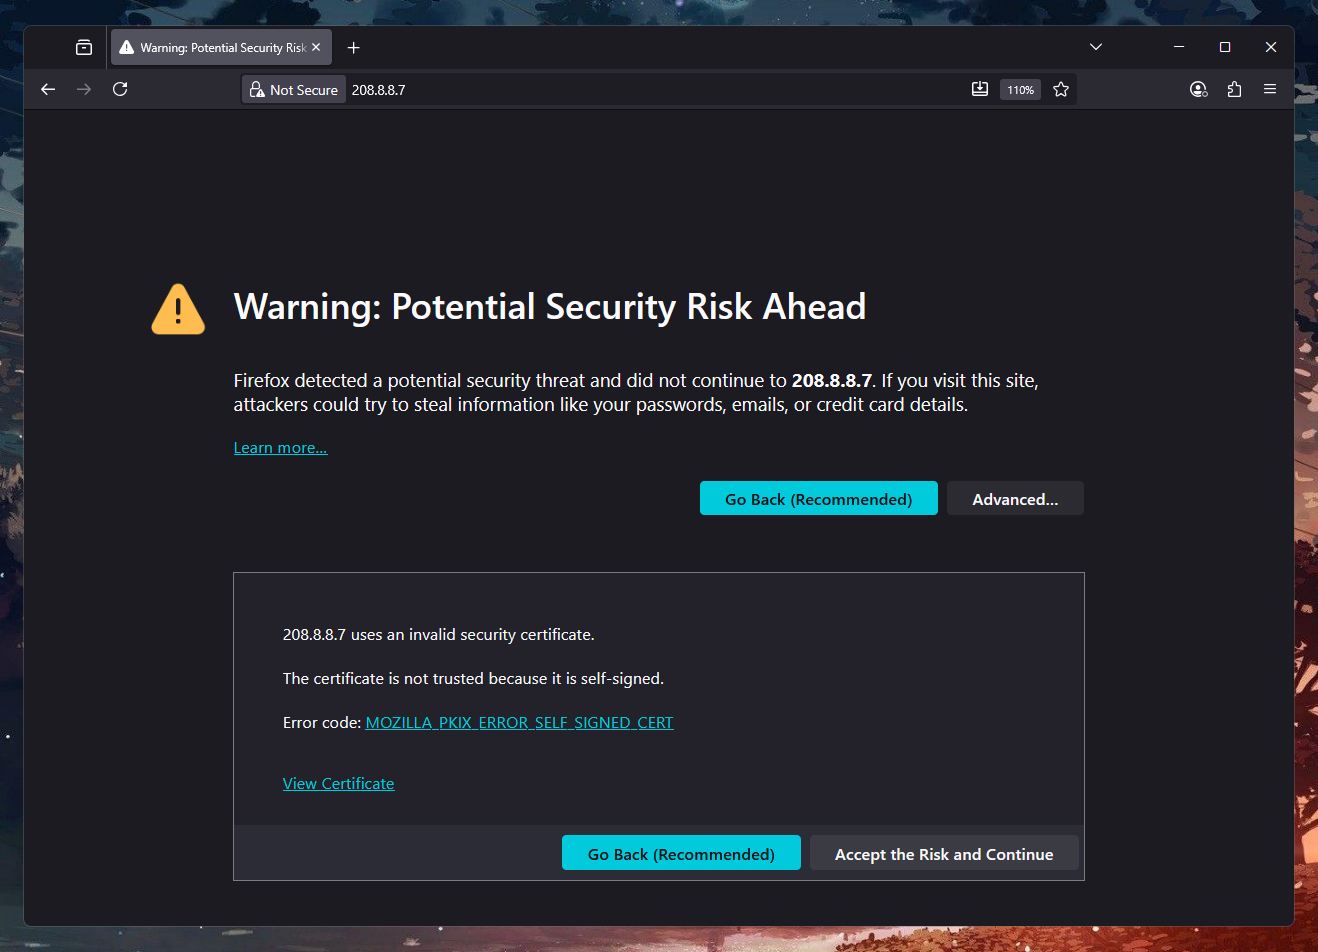 Warning: Potential Security Risk
Not Secure 208.8.8.7 110%
Warning: Potential Security Risk Ahead
Firefox detected a potential security threat and did not continue to 208.8.8.7. If you visit this site,
attackers could try to steal information like your passwords, emails, or credit card details.
Learn more...
Go Back (Recommended) Advanced...
208.8.8.7 uses an invalid security certificate.
The certificate is not trusted because it is self-signed.
Error code: MOZILLA_PKIX_ERROR_SELF_SIGNED_CERT
View Certificate
Go Back (Recommended) Accept the Risk and Continue